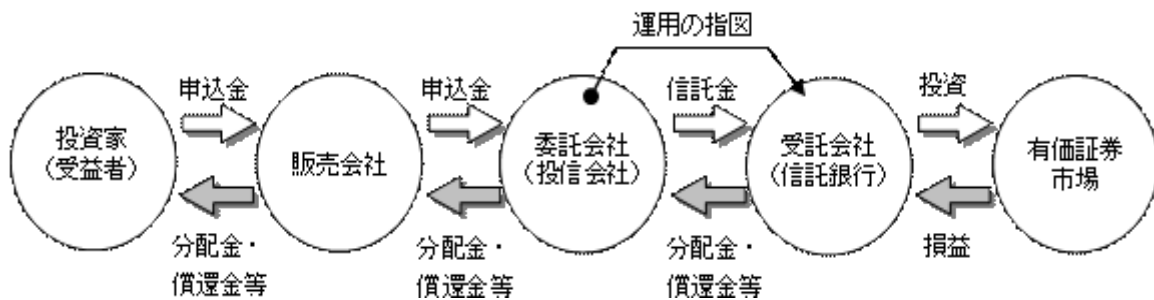 運用の指図
申込金
申込金
信託金
投資
投資家
（受益者）
販売会社
委託会社
（投信会社）
受託会社
（信託銀行）
有価証券
市場
分配金・
償還金等
分配金・
償還金等
分配金・
償還金等
損益